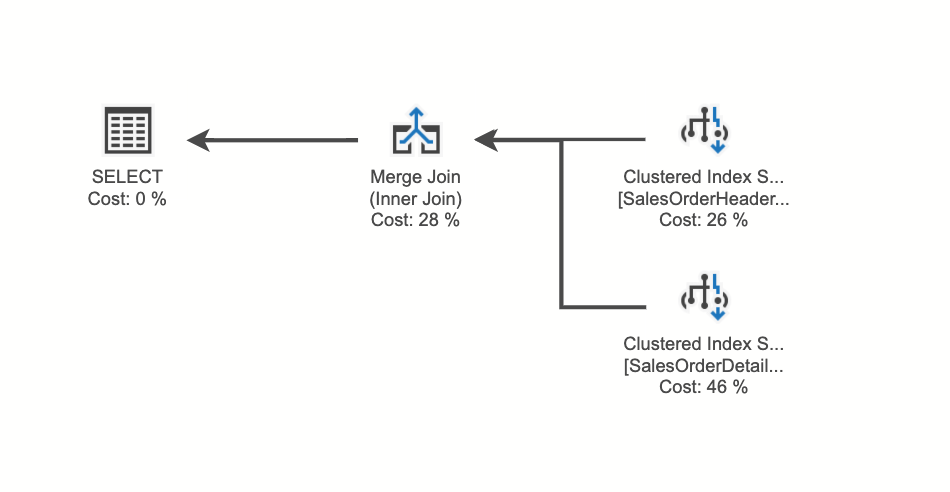 SELECT
Cost: 0 %
Merge Join
(Inner Join)
Cost: 28 %
Clustered Index S...
[SalesOrderHeader...
Cost: 26 %
Clustered Index S...
[SalesOrderDetail...
Cost: 46 %